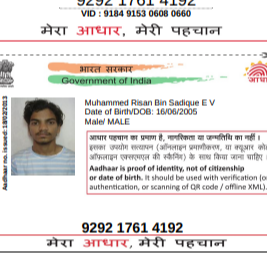 9292 1761 4192
VID : 9184 9153 0608 0660
मेरा आधार, मेरी पहचान
भारत सरकार
Government of India
Aadhaar no. issued: 19/03/2013
Muhammed Risan Bin Sadique E V
Date of Birth/DOB: 16/06/2005
Male/ MALE
आधार पहचान का प्रमाण है, नागरिकता या जन्मतिथि का नहीं ।
इसका उपयोग सत्यापन (ऑनलाइन प्रमाणीकरण, या क्यूआर को
ऑफलाइन एक्सएमएल की स्कैनिंग) के साथ किया जाना चाहिए
Aadhaar is proof of identity, not of citizenship
or date of birth. It should be used with verification (o
authentication, or scanning of QR code / offline XML).
9292 1761 4192
मेरा आधार, मेरी पहचान